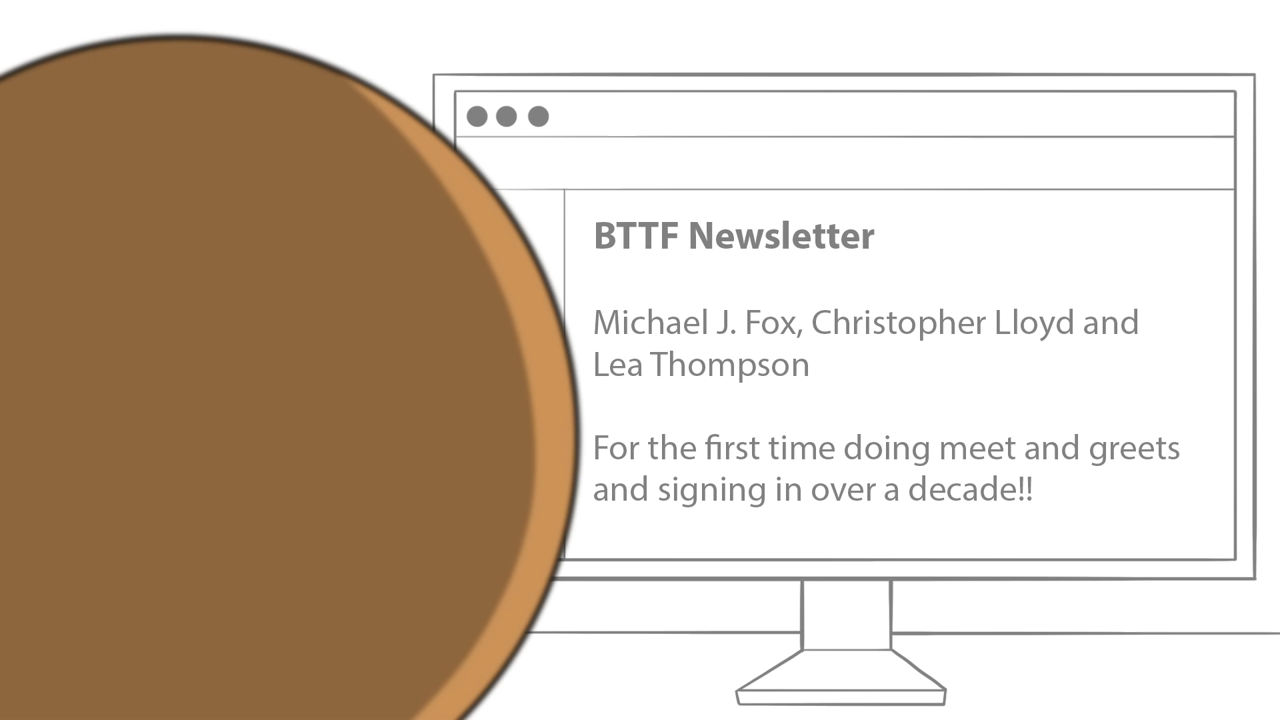 BTTF Newsletter
Michael J. Fox, Christopher Lloyd and
Lea Thompson
For the first time doing meet and greets
and signing in over a decade!!